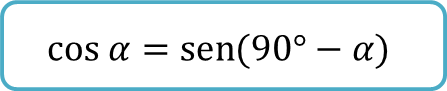 cos α = sen(90° − α)